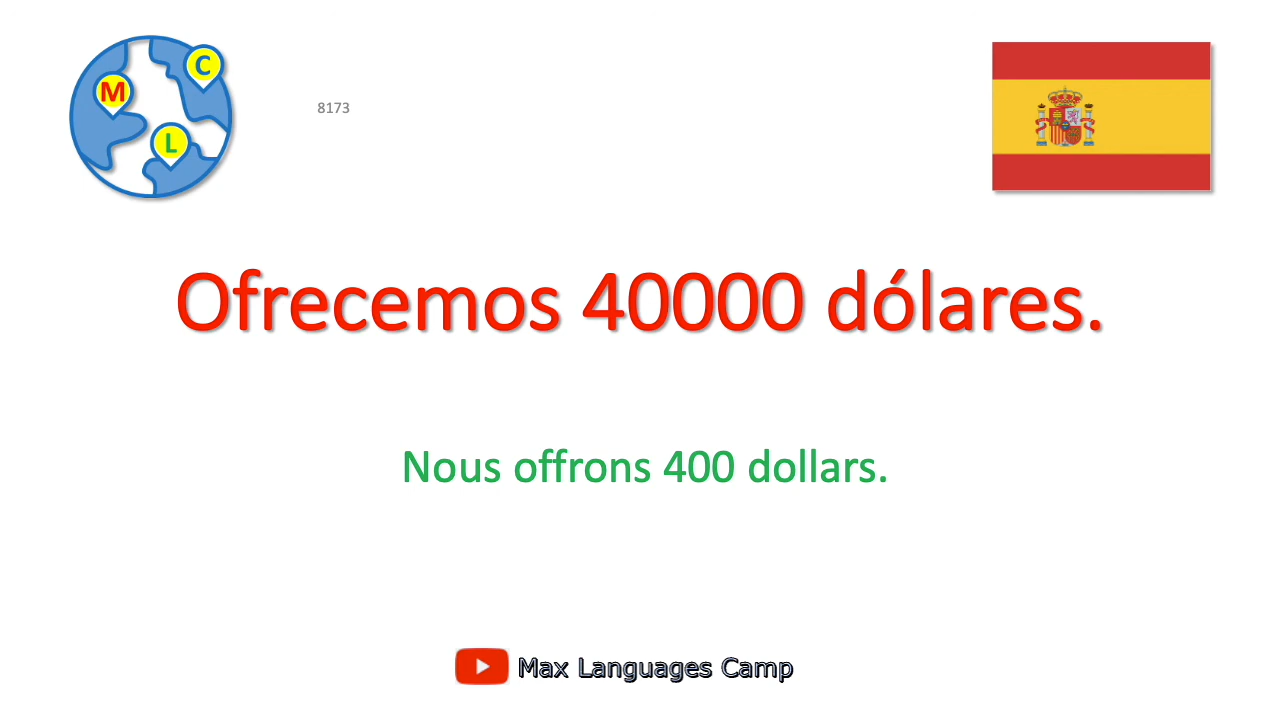 M
C
L
8173
Ofrecemos 40000 dólares.
Nous offrons 400 dollars.
Max Languages Camp